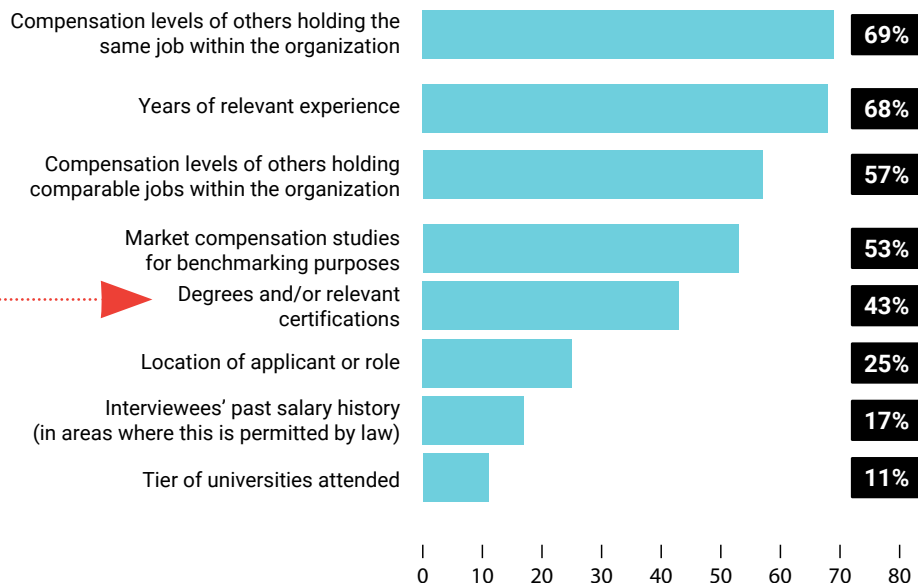 Compensation levels of others holding the
same job within the organization
69%
Years of relevant experience
68%
Compensation levels of others holding
comparable jobs within the organization
57%
Market compensation studies
for benchmarking purposes
53%
Degrees and/or relevant
certifications
43%
Location of applicant or role
25%
Interviewees’ past salary history
(in areas where this is permitted by law)
17%
Tier of universities attended
11%
0 10 20 30 40 50 60 70 80